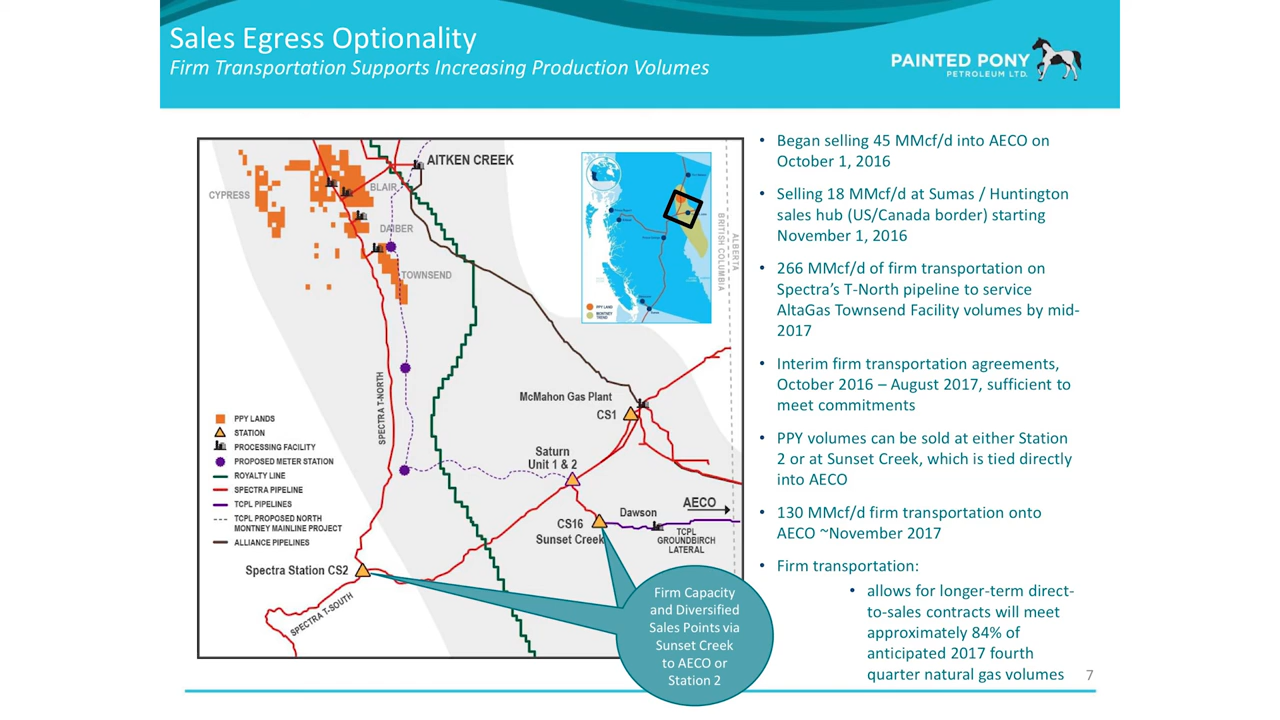 Sales Egress Optionality
Firm Transportation Supports Increasing Production Volumes
PAINTED PONY
PETROLEUM LTD.
AITKEN CREEK
CYPRESS
BLAIR
DAIBER
TOWNSEND
BRITISH COLUMBIA
ALBERTA
PPY LAND
MONTNEY
TREND
SPECTRA T-NORTH
McMahon Gas Plant
CS1
Saturn
Unit 1 & 2
CS16
Sunset Creek
Dawson
AECO
TCPL
GROUNDBIRCH
LATERAL
PPY LANDS
STATION
PROCESSING FACILITY
PROPOSED METER STATION
ROYALTY LINE
SPECTRA PIPELINE
TCPL PIPELINES
TCPL PROPOSED NORTH
MONTNEY MAINLINE PROJECT
ALLIANCE PIPELINES
Spectra Station CS2
SPECTRA T-SOUTH
Firm Capacity
and Diversified
Sales Points via
Sunset Creek
to AECO or
Station 2
• Began selling 45 MMcf/d into AECO on
October 1, 2016
• Selling 18 MMcf/d at Sumas / Huntington
sales hub (US/Canada border) starting
November 1, 2016
• 266 MMcf/d of firm transportation on
Spectra’s T-North pipeline to service
AltaGas Townsend Facility volumes by mid-
2017
• Interim firm transportation agreements,
October 2016 – August 2017, sufficient to
meet commitments
• PPY volumes can be sold at either Station
2 or at Sunset Creek, which is tied directly
into AECO
• 130 MMcf/d firm transportation onto
AECO ~November 2017
• Firm transportation:
• allows for longer-term direct-
to-sales contracts will meet
approximately 84% of
anticipated 2017 fourth
quarter natural gas volumes
7